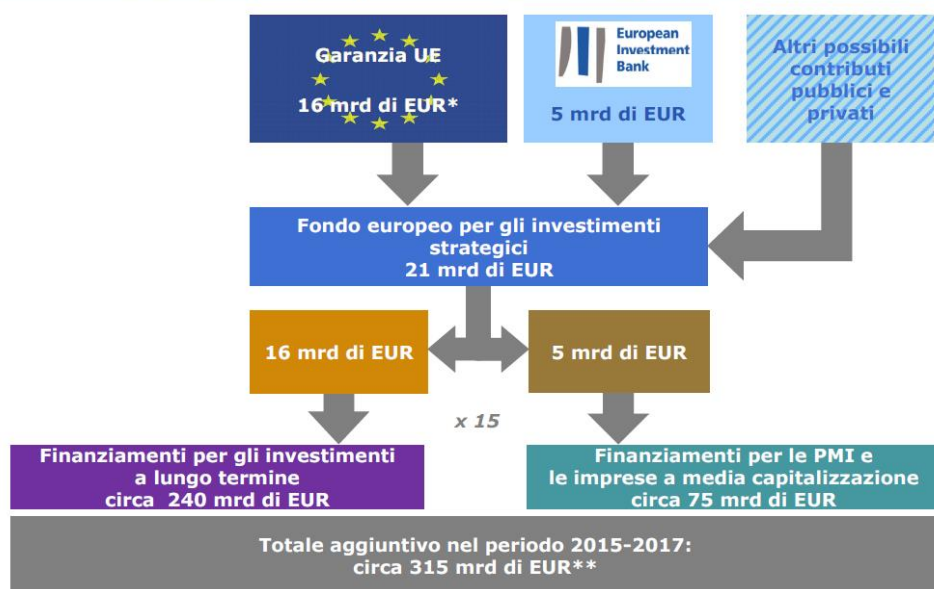 Garanzia UE
16 mrd di EUR*
European
Investment
Bank
5 mrd di EUR
Altri possibili
contributi
pubblici e
privati
Fondo europeo per gli investimenti
strategici
21 mrd di EUR
16 mrd di EUR
5 mrd di EUR
x 15
Finanziamenti per gli investimenti
a lungo termine
circa 240 mrd di EUR
Finanziamenti per le PMI e
le imprese a media capitalizzazione
circa 75 mrd di EUR
Totale aggiuntivo nel periodo 2015-2017:
circa 315 mrd di EUR**